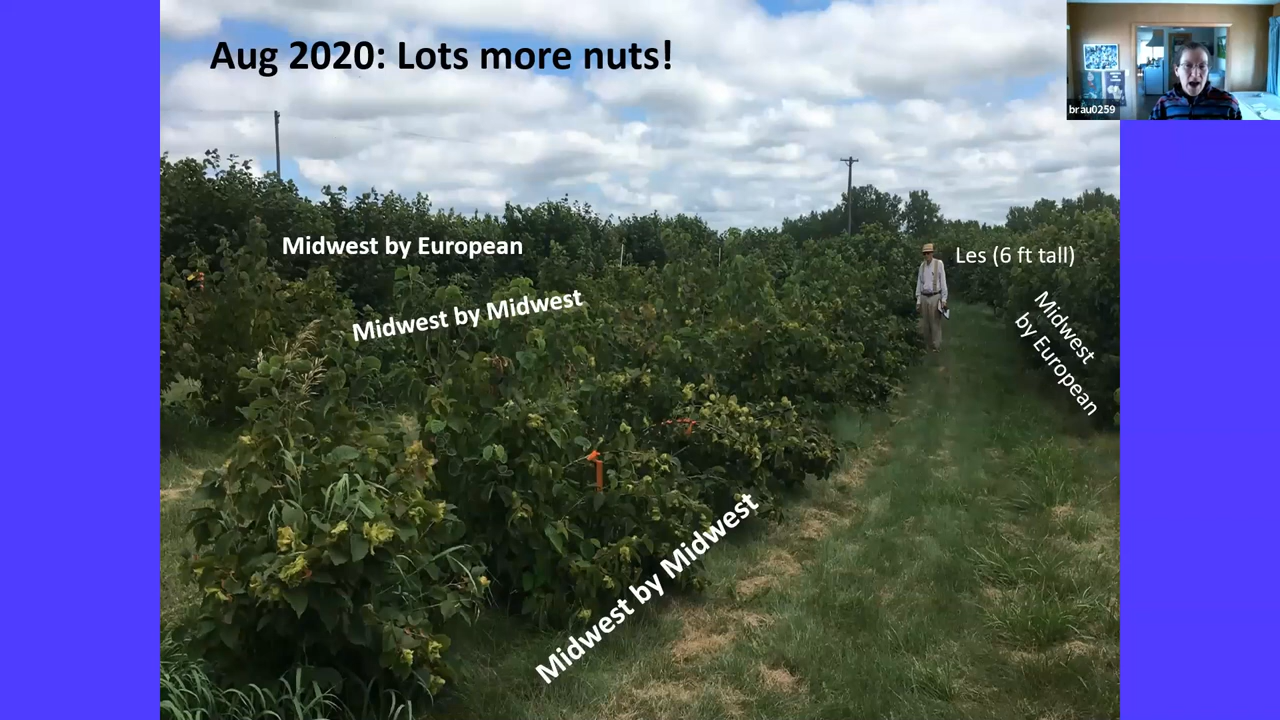 Aug 2020: Lots more nuts!
brau0259
Midwest by European
Les (6 ft tall)
Midwest by Midwest
Midwest
by European
Midwest by Midwest